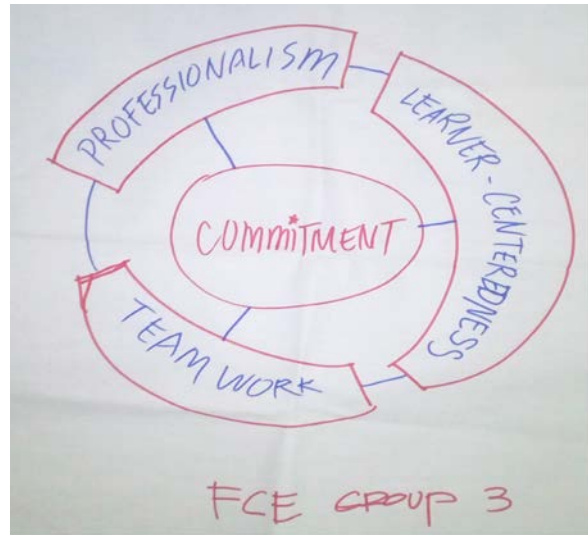 PROFESSIONALISM
LEARNER-CENTEREDNESS
COMMITMENT
TEAM WORK
FCE GROUP 3